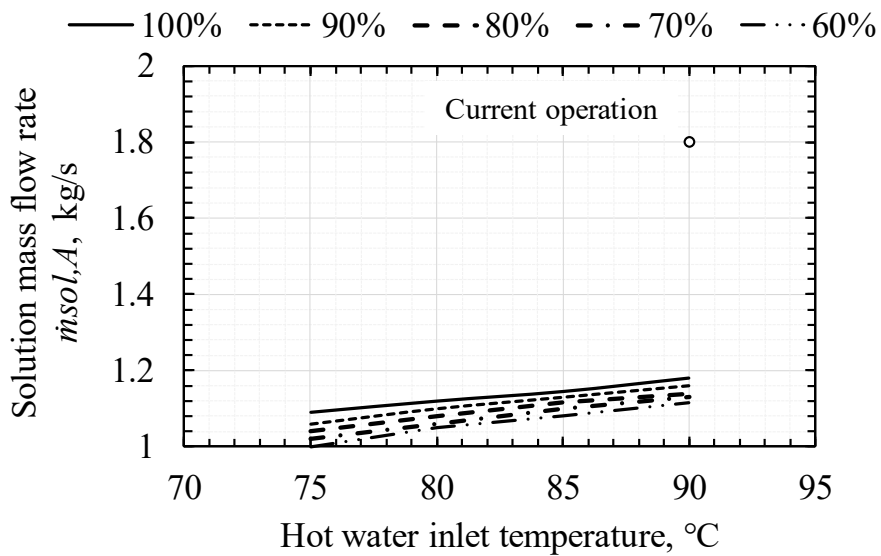 100% 90% 80% 70% 60%
2
Current operation
1.8
1.6
1.4
1.2
1
70 75 80 85 90 95
Solution mass flow rate
ṁsol,A, kg/s
Hot water inlet temperature, °C